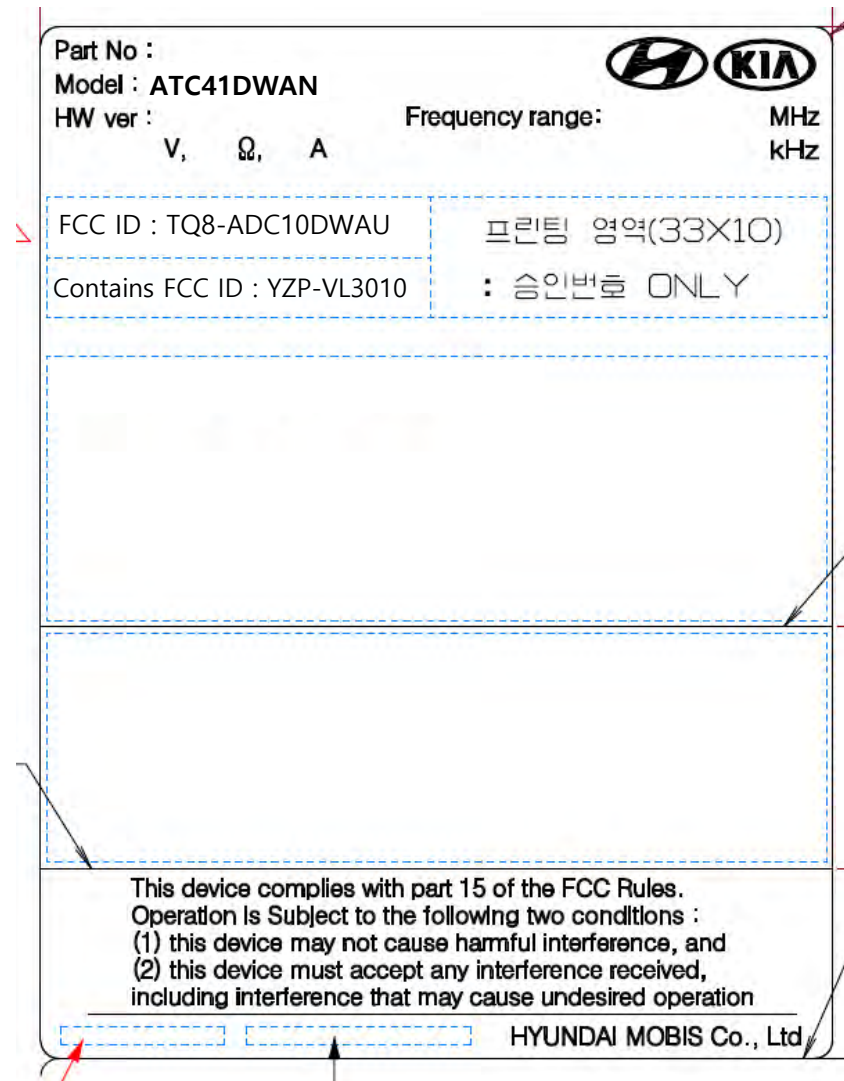 Part No :
Model : ATC41DWAN
KIA
HW ver :
Frequency range: MHz
V, Ω, A kHz
FCC ID : TQ8-ADC10DWAU
프린팅 영역(33X10)
Contains FCC ID : YZP-VL3010
: 승인번호 ONLY
This device complies with part 15 of the FCC Rules.
Operation is Subject to the following two conditions :
(1) this device may not cause harmful interference, and
(2) this device must accept any interference received,
including interference that may cause undesired operation
HYUNDAI MOBIS Co., Ltd